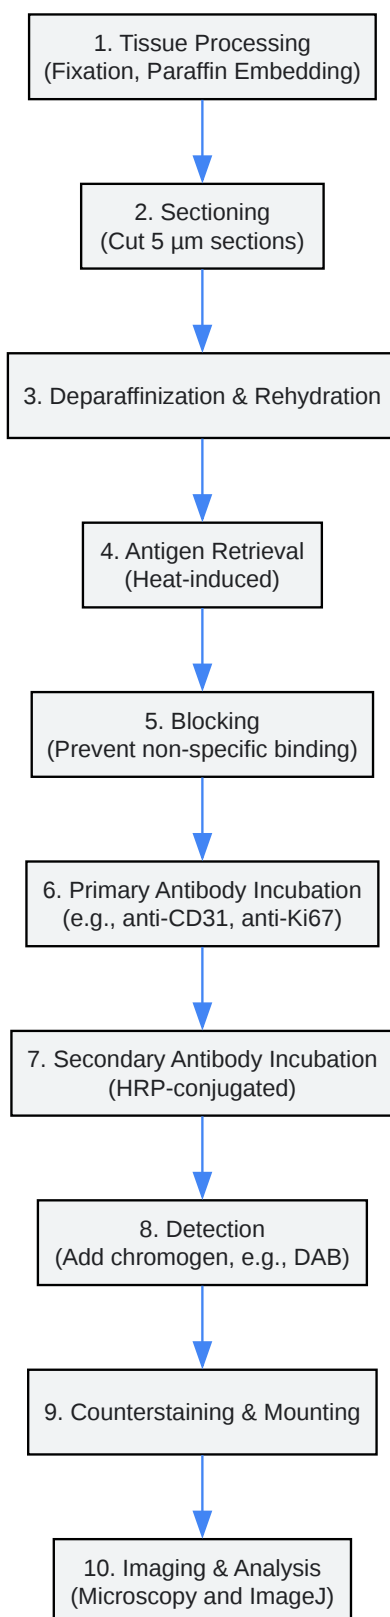 1. Tissue Processing
(Fixation, Paraffin Embedding)
2. Sectioning
(Cut 5 µm sections)
3. Deparaffinization & Rehydration
4. Antigen Retrieval
(Heat-induced)
5. Blocking
(Prevent non-specific binding)
6. Primary Antibody Incubation
(e.g., anti-CD31, anti-Ki67)
7. Secondary Antibody Incubation
(HRP-conjugated)
8. Detection
(Add chromogen, e.g., DAB)
9. Counterstaining & Mounting
10. Imaging & Analysis
(Microscopy and ImageJ)